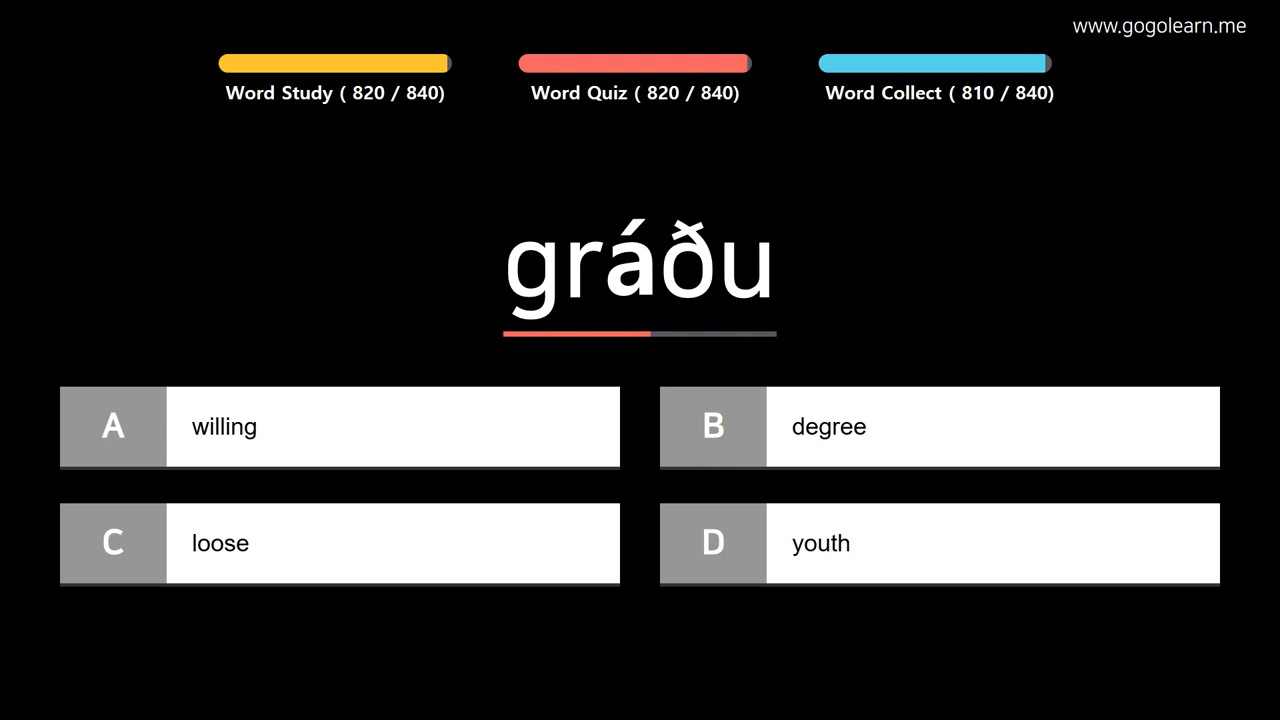 www.gogolearn.me
Word Study ( 820 / 840)
Word Quiz ( 820 / 840)
Word Collect ( 810 / 840)
gráðu
A willing
B degree
C loose
D youth